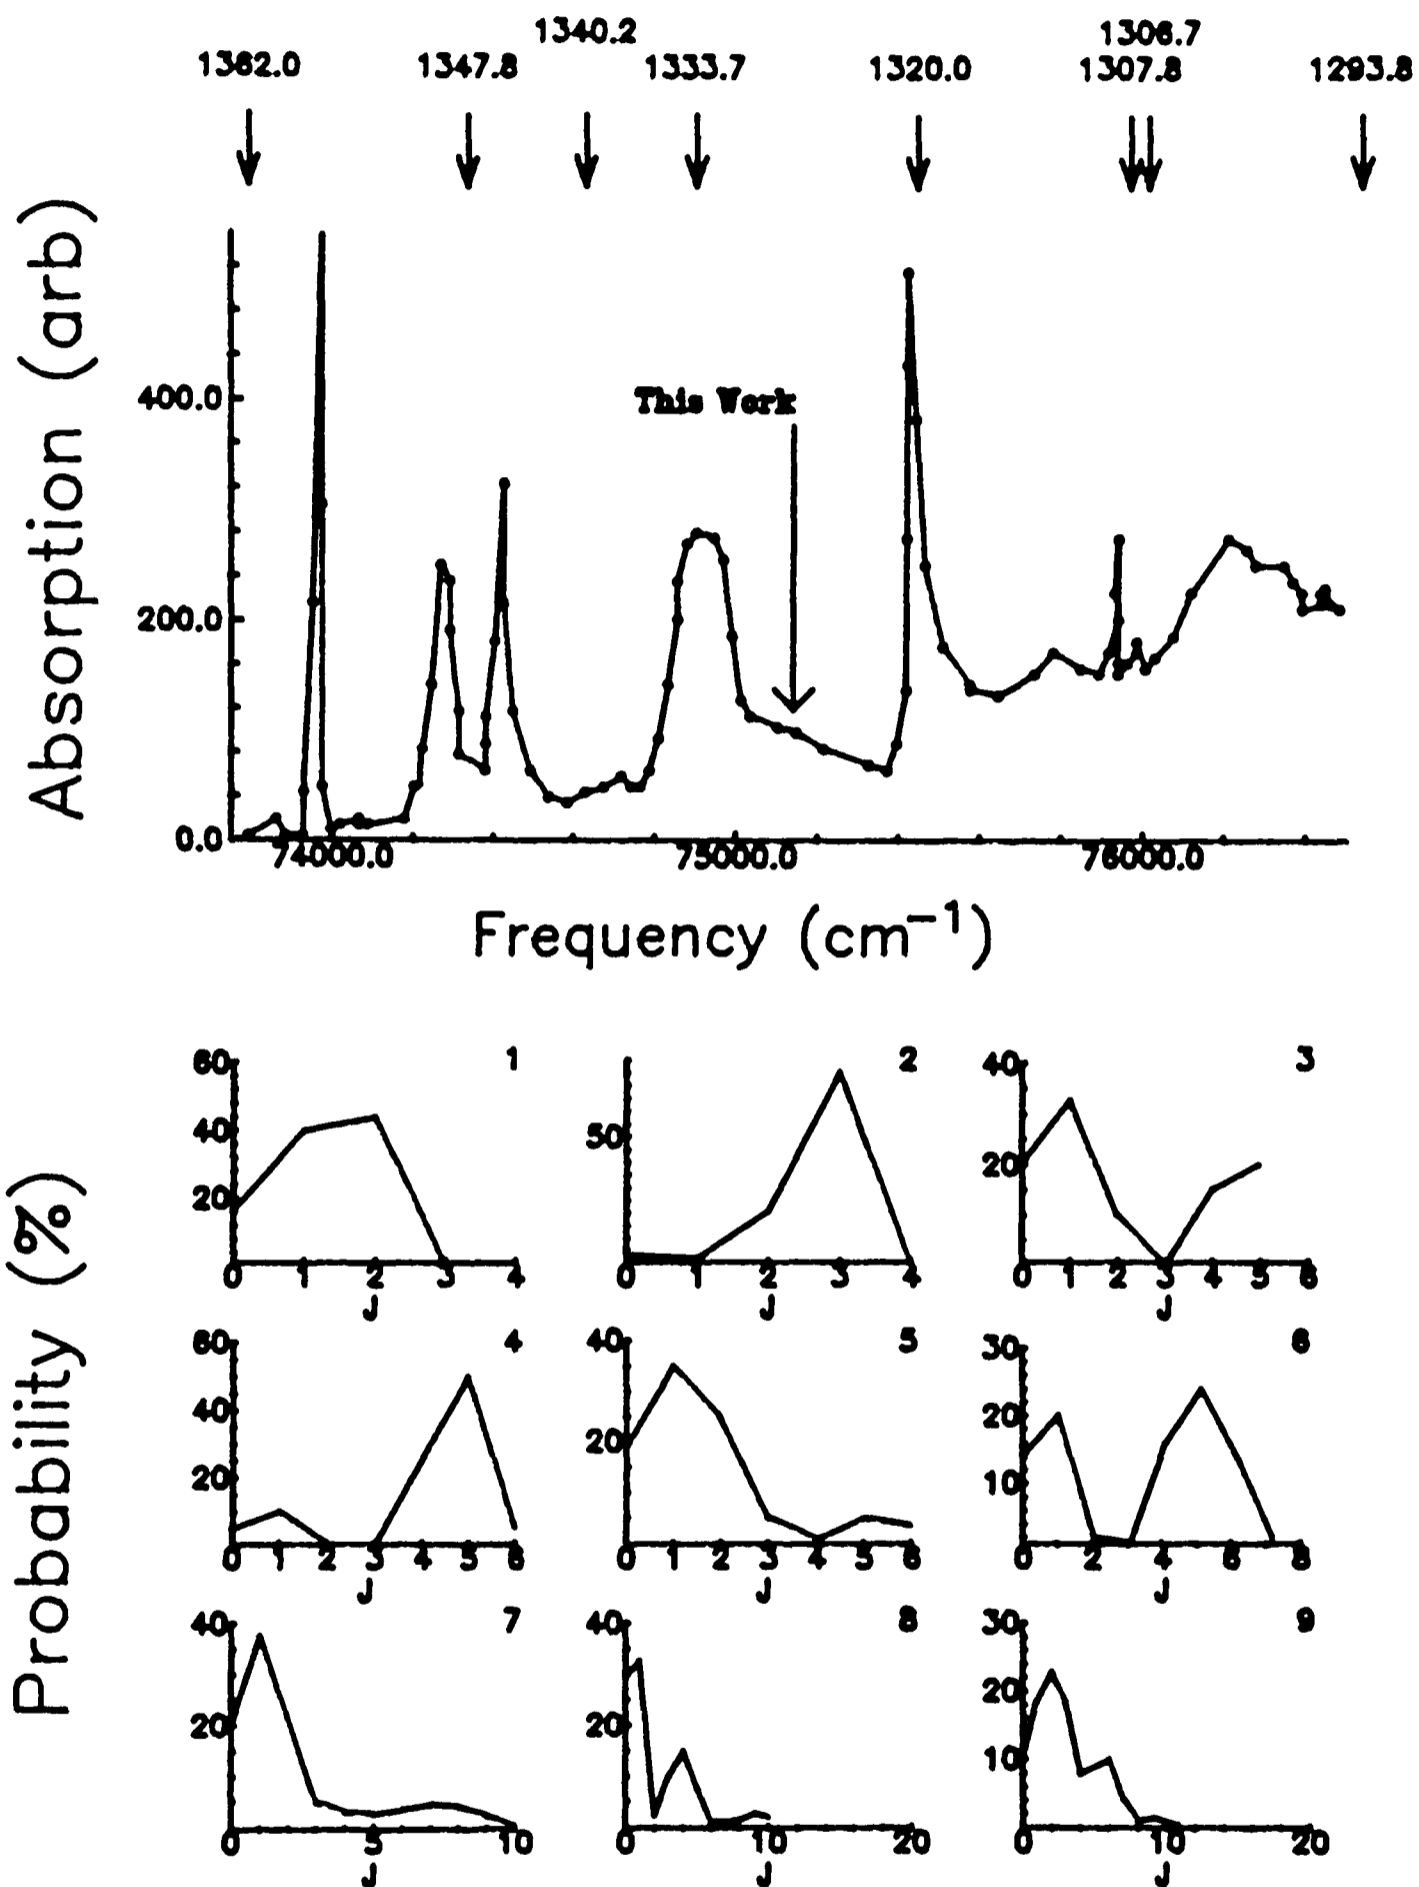 1340.2 1306.7
1362.0 1347.8 1333.7 1320.0 1307.8 1293.8
Absorption (arb)
400.0
200.0
0.0
This Work
74000.0 75000.0 76000.0
Frequency (cm⁻¹)
Probability (%)
60 1
40
20
0 1 2 3 4
J
2
50
0 1 2 3 4
J
40 3
20
0 1 2 3 4 5 6
J
60 4
40
20
0 1 2 3 4 5 6
J
40 5
20
0 1 2 3 4 5 6
J
30 6
20
10
0 2 4 6 8
J
40 7
20
0 5 10
J
40 8
20
0 10 20
J
30 9
20
10
0 10 20
J